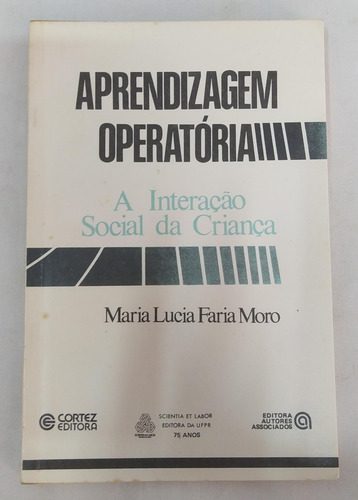 APRENDIZAGEM
OPERATÓRIA
A Interação
Social da Criança
Maria Lucia Faria Moro
CORTEZ
EDITORA
SCIENTIA ET LABOR
EDITORA DA UFPR
75 ANOS
EDITORA
AUTORES
ASSOCIADOS